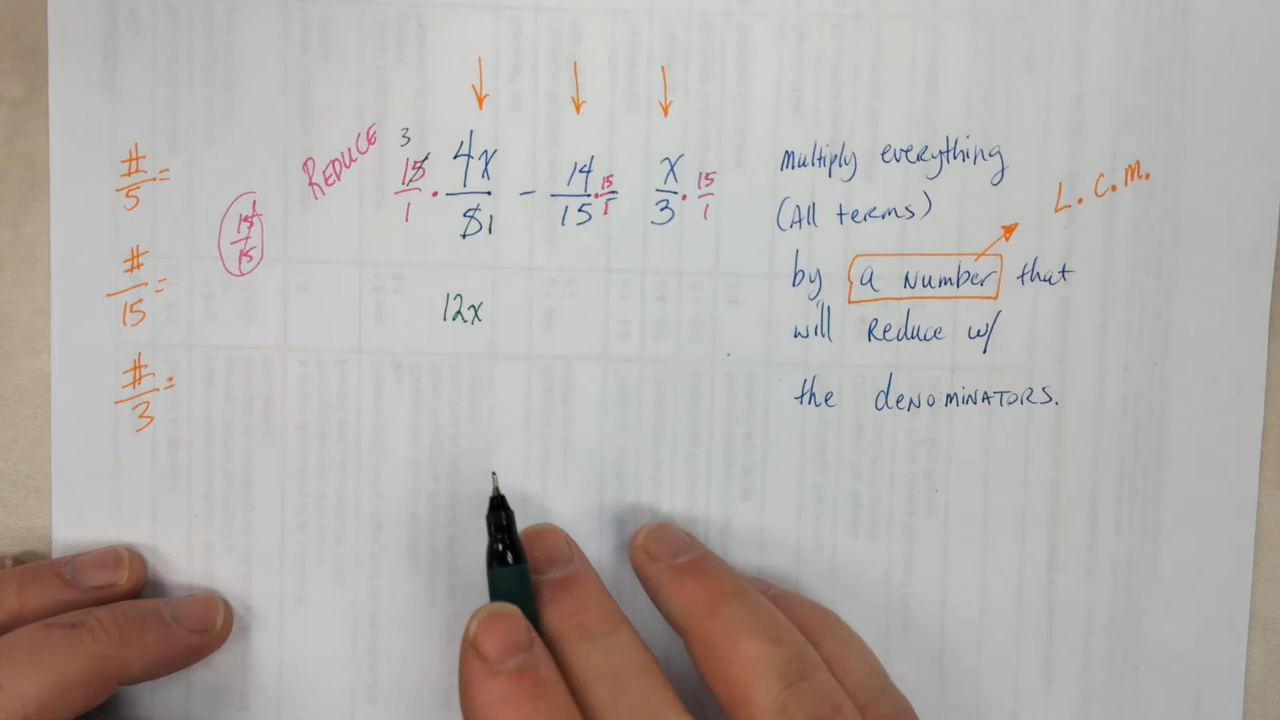 #/5 =
#/15 =
#/3 =
15/15
REDUCE
3
15/1 · 4x/5 1 - 14/15 · 15/1 = x/3 · 15/1
12x
multiply everything
(All terms)
by a number that
will Reduce w/
the denominators.
L.C.M.